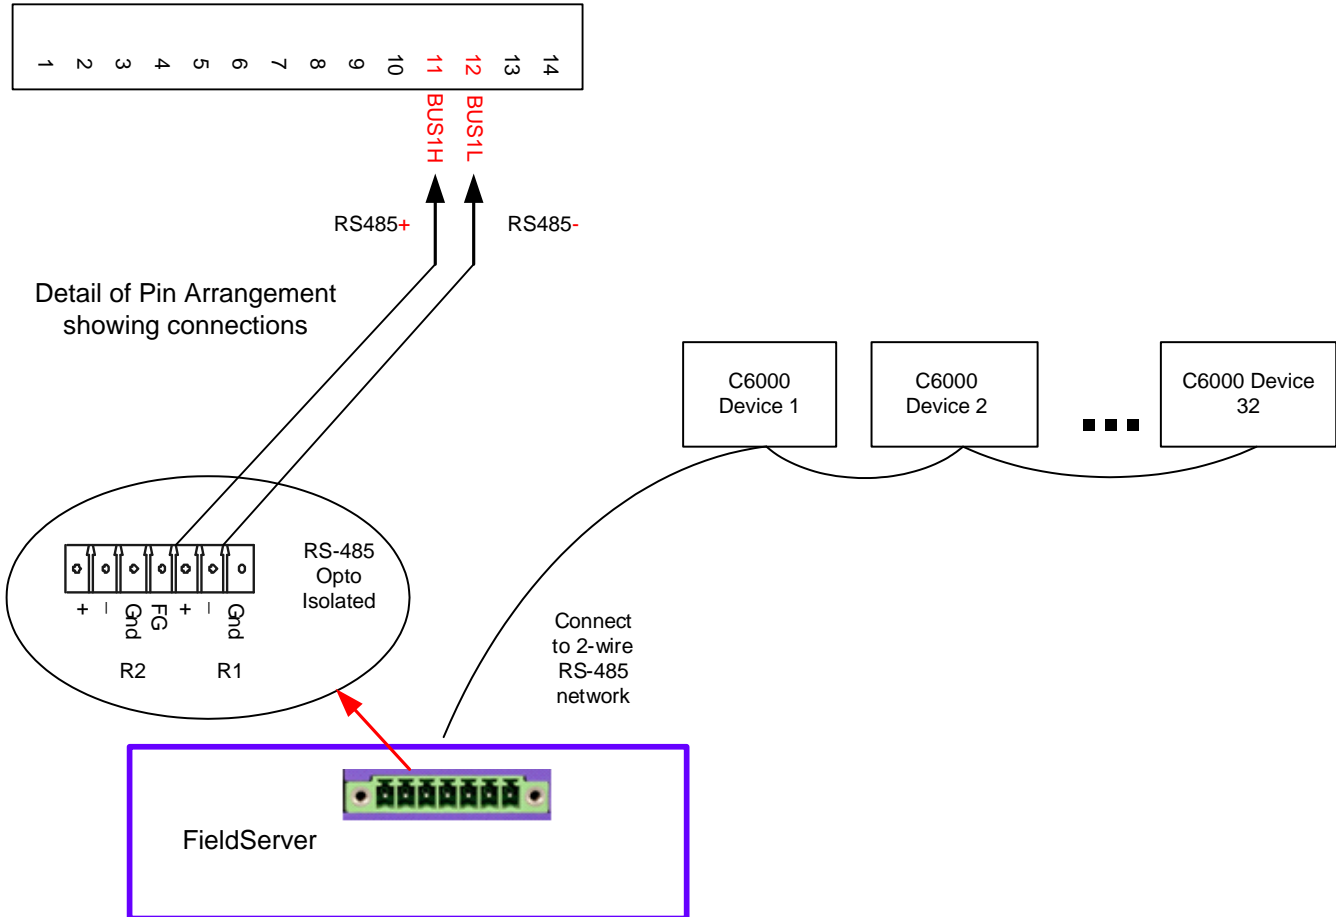 1 2 3 4 5 6 7 8 9 10 11 12 13 14
BUS1H BUS1L
RS485+ RS485-
Detail of Pin Arrangement
showing connections
C6000
Device 1
C6000
Device 2
C6000 Device
32
RS-485
Opto
Isolated
+ - Gnd FG + - Gnd
R2 R1
Connect
to 2-wire
RS-485
network
FieldServer